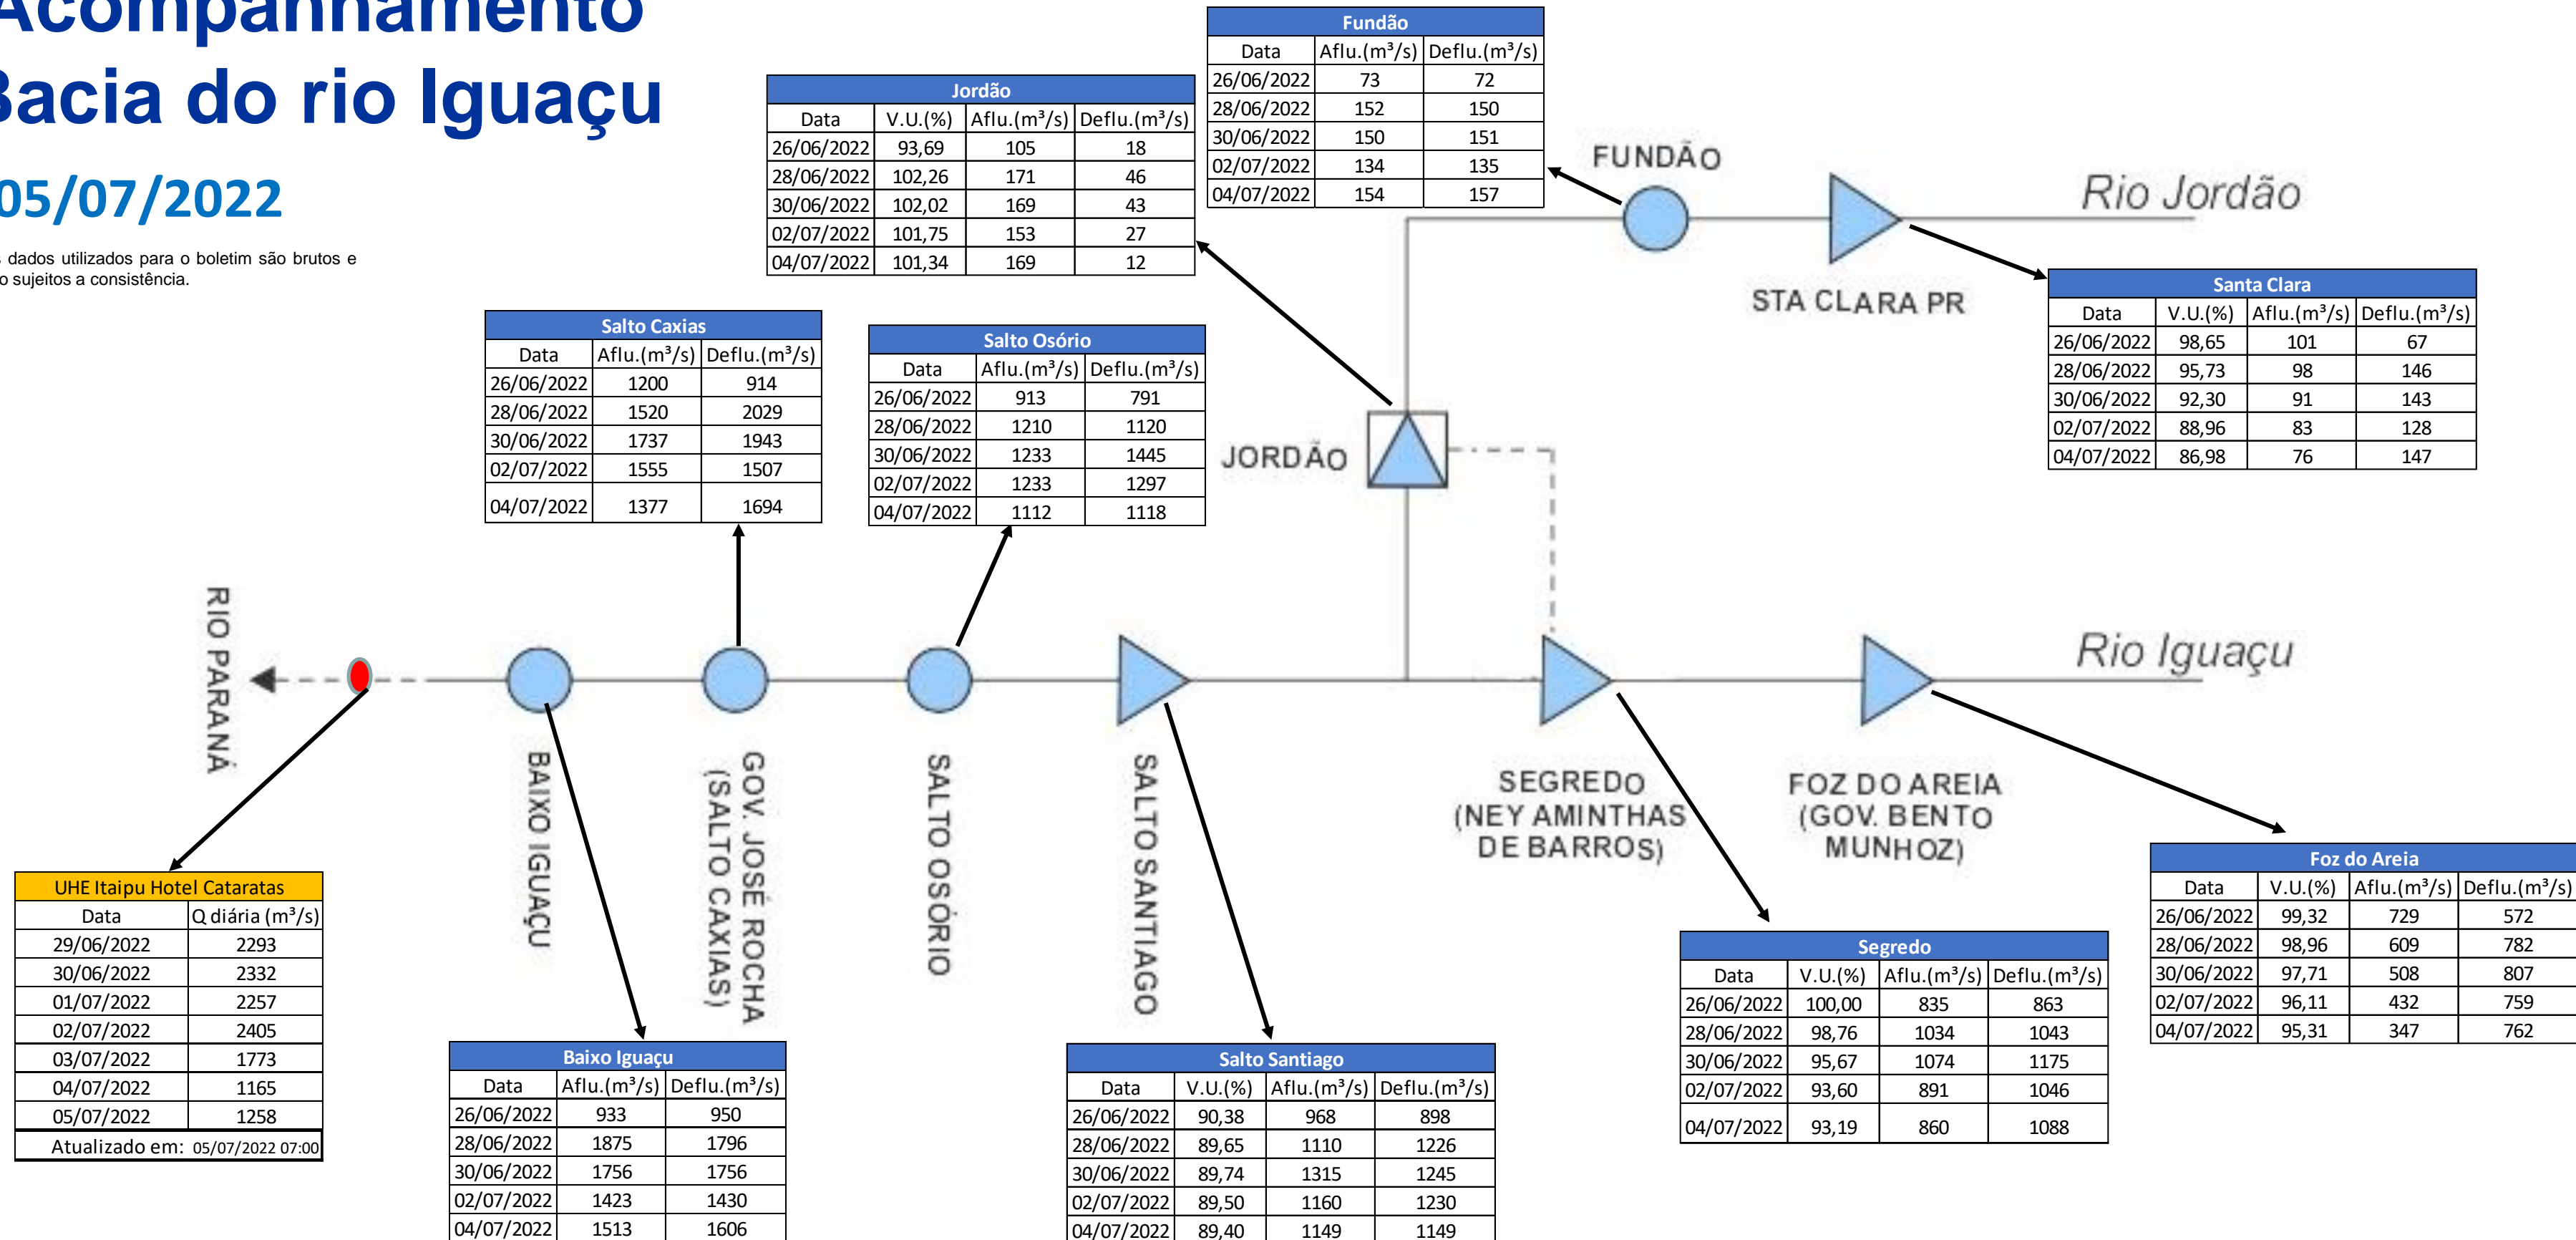 Acompanhamento
Bacia do rio Iguaçu
05/07/2022
s dados utilizados para o boletim são brutos e
o sujeitos a consistência.
Fundão
Data Aflu.(m³/s) Deflu.(m³/s)
26/06/2022 73 72
28/06/2022 152 150
30/06/2022 150 151
02/07/2022 134 135
04/07/2022 154 157
Jordão
Data V.U.(%) Aflu.(m³/s) Deflu.(m³/s)
26/06/2022 93,69 105 18
28/06/2022 102,26 171 46
30/06/2022 102,02 169 43
02/07/2022 101,75 153 27
04/07/2022 101,34 169 12
FUNDÃO
Rio Jordão
STA CLARA PR
Santa Clara
Data V.U.(%) Aflu.(m³/s) Deflu.(m³/s)
26/06/2022 98,65 101 67
28/06/2022 95,73 98 146
30/06/2022 92,30 91 143
02/07/2022 88,96 83 128
04/07/2022 86,98 76 147
Salto Caxias
Data Aflu.(m³/s) Deflu.(m³/s)
26/06/2022 1200 914
28/06/2022 1520 2029
30/06/2022 1737 1943
02/07/2022 1555 1507
04/07/2022 1377 1694
Salto Osório
Data Aflu.(m³/s) Deflu.(m³/s)
26/06/2022 913 791
28/06/2022 1210 1120
30/06/2022 1233 1445
02/07/2022 1233 1297
04/07/2022 1112 1118
JORDÃO
RIO PARANÁ
Rio Iguaçu
BAIXO IGUAÇU
GOV. JOSÉ ROCHA
(SALTO CAXIAS)
SALTO OSÓRIO
SALTO SANTIAGO
SEGREDO
(NEY AMINTHAS
DE BARROS)
FOZ DO AREIA
(GOV. BENTO
MUNHOZ)
UHE Itaipu Hotel Cataratas
Data Q diária (m³/s)
29/06/2022 2293
30/06/2022 2332
01/07/2022 2257
02/07/2022 2405
03/07/2022 1773
04/07/2022 1165
05/07/2022 1258
Atualizado em: 05/07/2022 07:00
Baixo Iguaçu
Data Aflu.(m³/s) Deflu.(m³/s)
26/06/2022 933 950
28/06/2022 1875 1796
30/06/2022 1756 1756
02/07/2022 1423 1430
04/07/2022 1513 1606
Salto Santiago
Data V.U.(%) Aflu.(m³/s) Deflu.(m³/s)
26/06/2022 90,38 968 898
28/06/2022 89,65 1110 1226
30/06/2022 89,74 1315 1245
02/07/2022 89,50 1160 1230
04/07/2022 89,40 1149 1149
Segredo
Data V.U.(%) Aflu.(m³/s) Deflu.(m³/s)
26/06/2022 100,00 835 863
28/06/2022 98,76 1034 1043
30/06/2022 95,67 1074 1175
02/07/2022 93,60 891 1046
04/07/2022 93,19 860 1088
Foz do Areia
Data V.U.(%) Aflu.(m³/s) Deflu.(m³/s)
26/06/2022 99,32 729 572
28/06/2022 98,96 609 782
30/06/2022 97,71 508 807
02/07/2022 96,11 432 759
04/07/2022 95,31 347 762